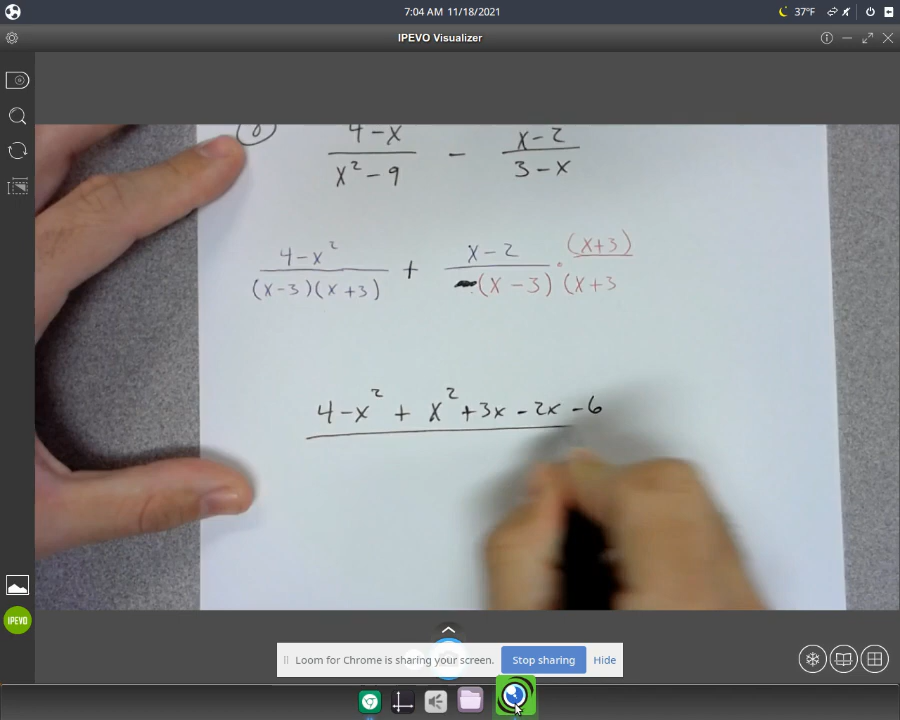 7:04 AM 11/18/2021
37°F
IPEVO Visualizer
8
4-x / x²-9 - x-2 / 3-x
4-x² / (x-3)(x+3) + x-2 / (x-3) · (x+3) / (x+3
4-x² + x² + 3x - 2x - 6
IPEVO
Loom for Chrome is sharing your screen. Stop sharing Hide